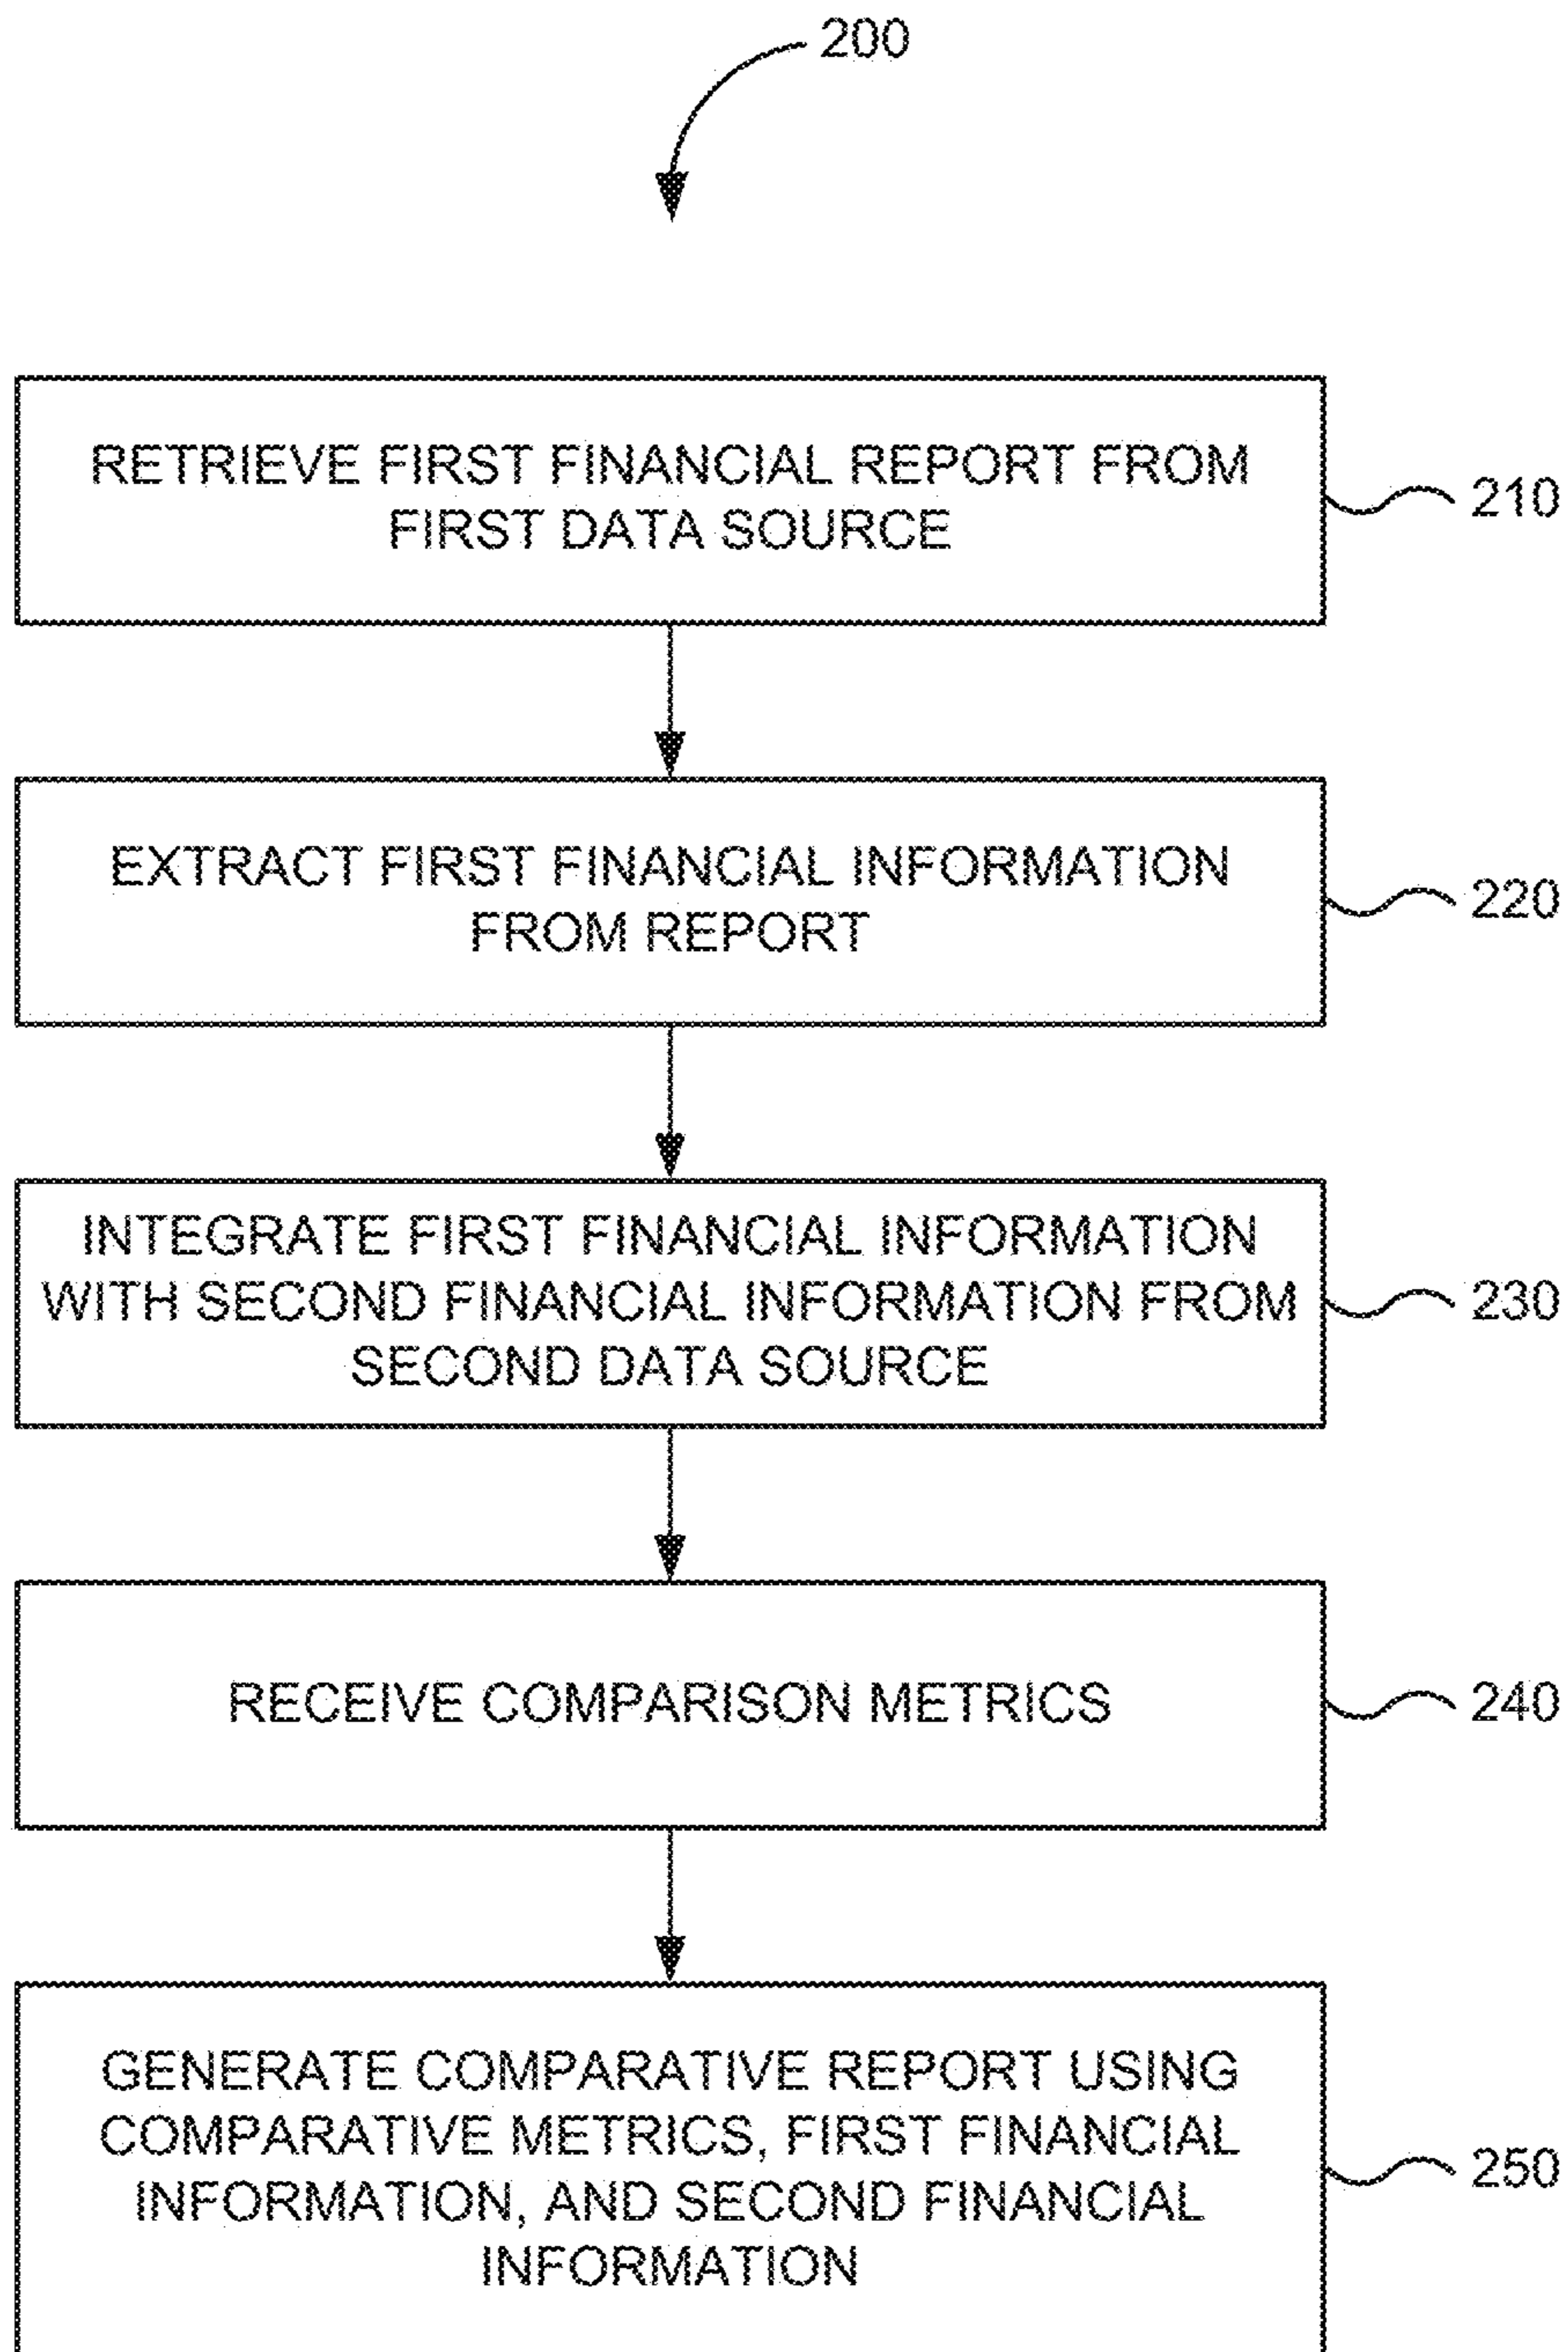 200
RETRIEVE FIRST FINANCIAL REPORT FROM
FIRST DATA SOURCE
210
EXTRACT FIRST FINANCIAL INFORMATION
FROM REPORT
220
INTEGRATE FIRST FINANCIAL INFORMATION
WITH SECOND FINANCIAL INFORMATION FROM
SECOND DATA SOURCE
230
RECEIVE COMPARISON METRICS
240
GENERATE COMPARATIVE REPORT USING
COMPARATIVE METRICS, FIRST FINANCIAL
INFORMATION, AND SECOND FINANCIAL
INFORMATION
250